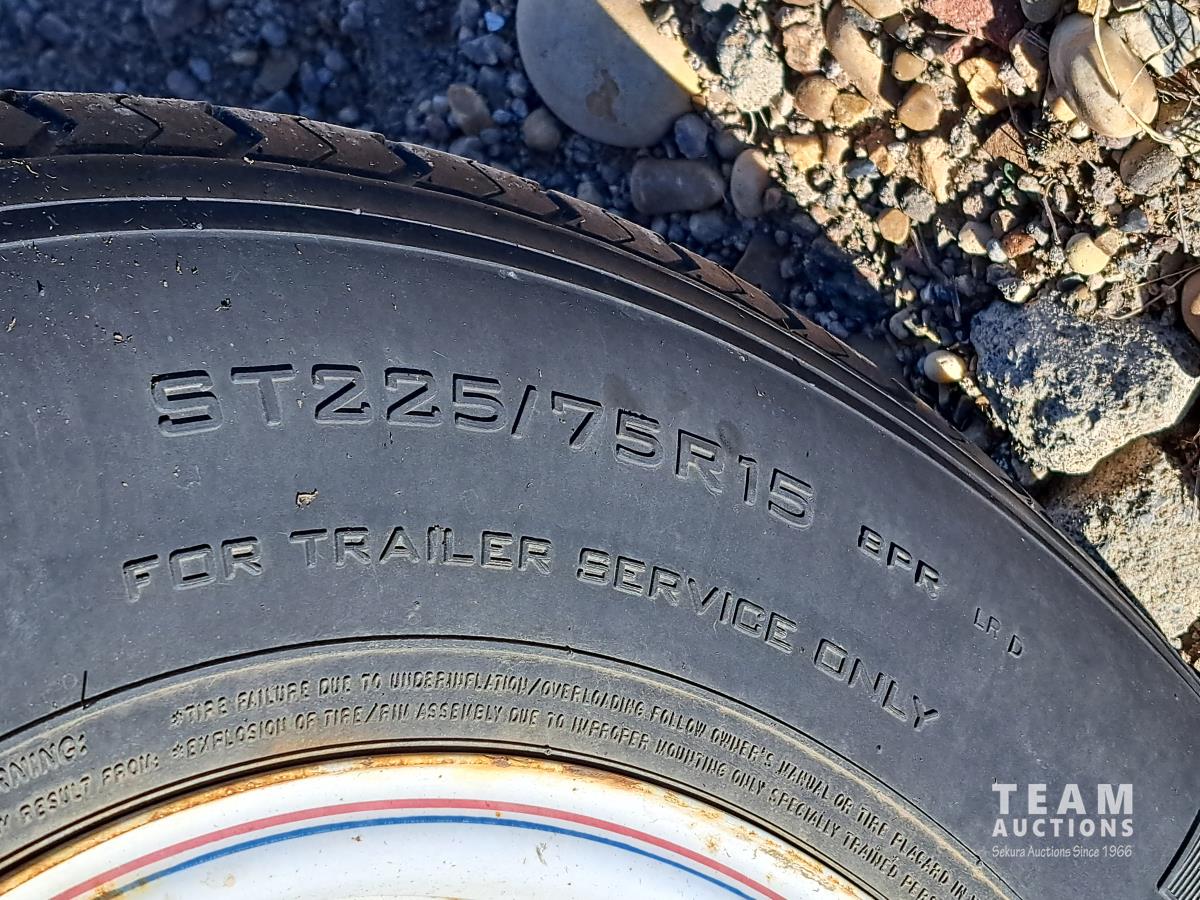 ST225/75R15 8PR LR D
FOR TRAILER SERVICE ONLY
*TIRE FAILURE DUE TO UNDERINFLATION/OVERLOADING. FOLLOW OWNER'S MANUAL OR TIRE PLACARD IN
RESULT FROM: *EXPLOSION OF TIRE/RIM ASSEMBLY DUE TO IMPROPER MOUNTING ONLY SPECIALLY TRAINED
TEAM
AUCTIONS
Sekura Auctions Since 1966